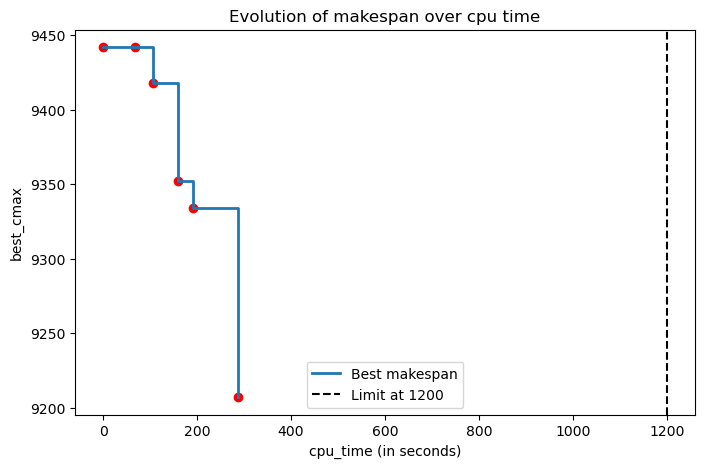 Evolution of makespan over cpu time
best_cmax
9450
9400
9350
9300
9250
9200
Best makespan
Limit at 1200
0 200 400 600 800 1000 1200
cpu_time (in seconds)